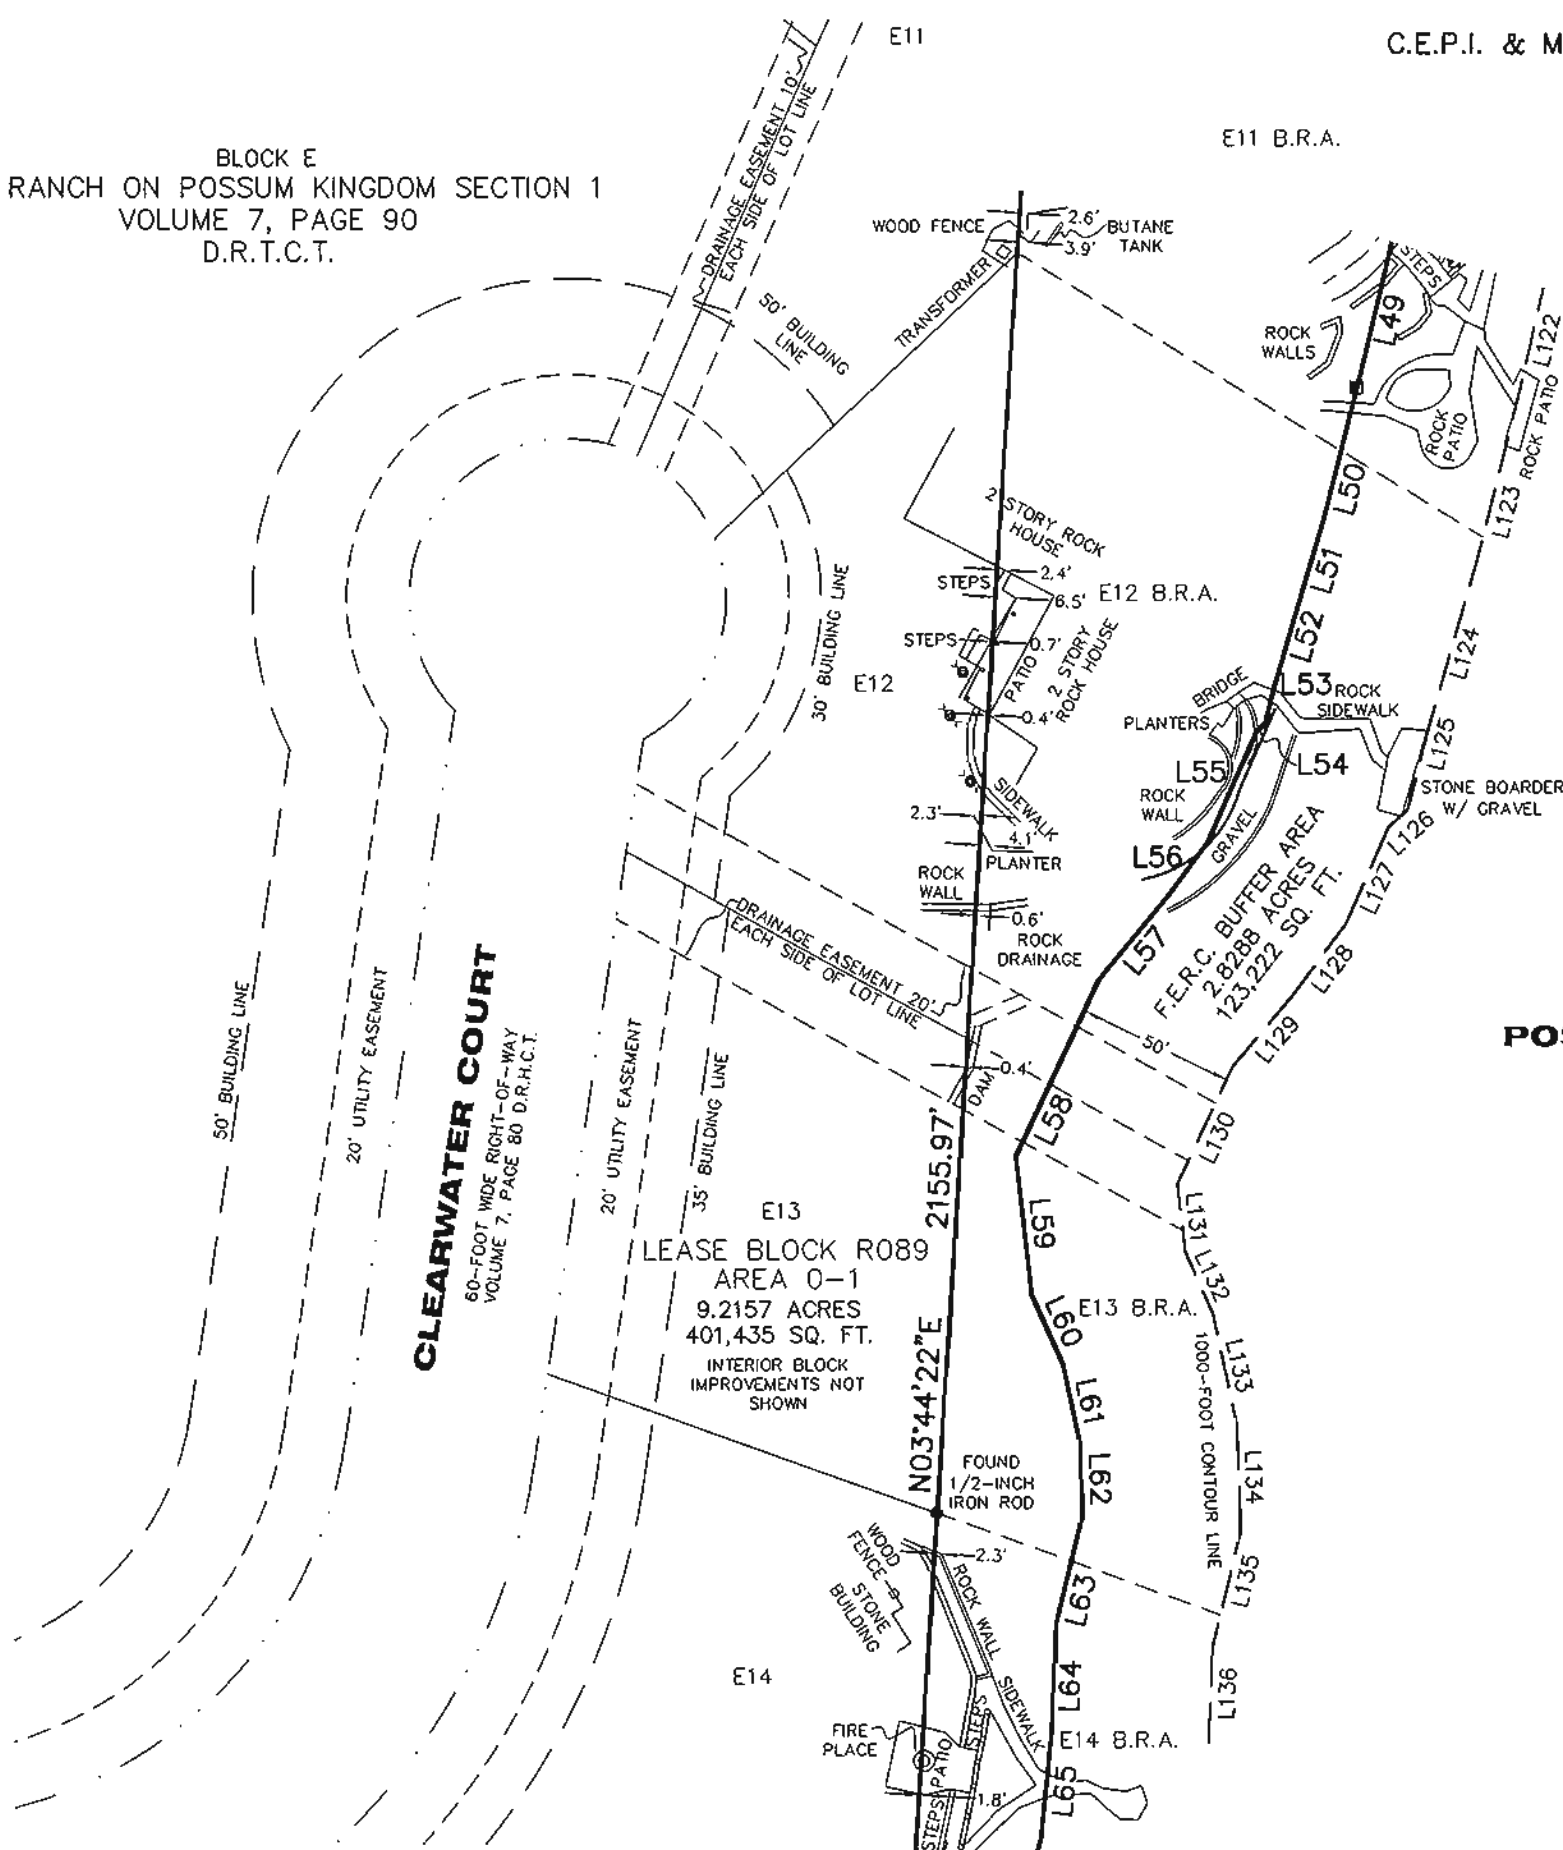 E11
C.E.P.I. & M
E11 B.R.A.
BLOCK E
RANCH ON POSSUM KINGDOM SECTION 1
VOLUME 7, PAGE 90
D.R.T.C.T.
DRAINAGE EASEMENT 10'
EACH SIDE OF LOT LINE
50' BUILDING
LINE
WOOD FENCE
2.6'
BUTANE
TANK
3.9'
TRANSFORMER
STEPS
L49
ROCK
WALLS
L122
ROCK PATIO
ROCK
PATIO
L50
L123
2 STORY ROCK
HOUSE
STEPS
2.4'
6.5'
E12 B.R.A.
L51
L52
L124
30' BUILDING LINE
STEPS
0.7'
PATIO
2 STORY
ROCK HOUSE
E12
0.4'
BRIDGE
L53
ROCK
SIDEWALK
PLANTERS
L125
L55
L54
ROCK
WALL
STONE BOARDER
W/ GRAVEL
SIDEWALK
2.3'
4.1'
PLANTER
GRAVEL
L56
L126
L127
ROCK
WALL
0.6'
ROCK
DRAINAGE
F.E.R.C. BUFFER AREA
2.8288 ACRES
123,222 SQ. FT.
DRAINAGE EASEMENT 20'
EACH SIDE OF LOT LINE
L57
L128
L129
50'
POS
50' BUILDING LINE
20' UTILITY EASEMENT
CLEARWATER COURT
60-FOOT WIDE RIGHT-OF-WAY
VOLUME 7, PAGE 80 D.R.H.C.T.
20' UTILITY EASEMENT
35' BUILDING LINE
0.4'
DAM
L58
L130
E13
LEASE BLOCK R089
AREA O-1
9.2157 ACRES
401,435 SQ. FT.
INTERIOR BLOCK
IMPROVEMENTS NOT
SHOWN
N03°44'22"E
2155.97'
L59
L131
L132
E13 B.R.A.
L60
L133
1000-FOOT CONTOUR LINE
L61
L62
L134
FOUND
1/2-INCH
IRON ROD
WOOD
FENCE
2.3'
STONE
BUILDING
ROCK WALL
L63
L135
E14
SIDEWALK
STEPS
L64
L136
FIRE
PLACE
PATIO
E14 B.R.A.
STEPS
1.8'
L65